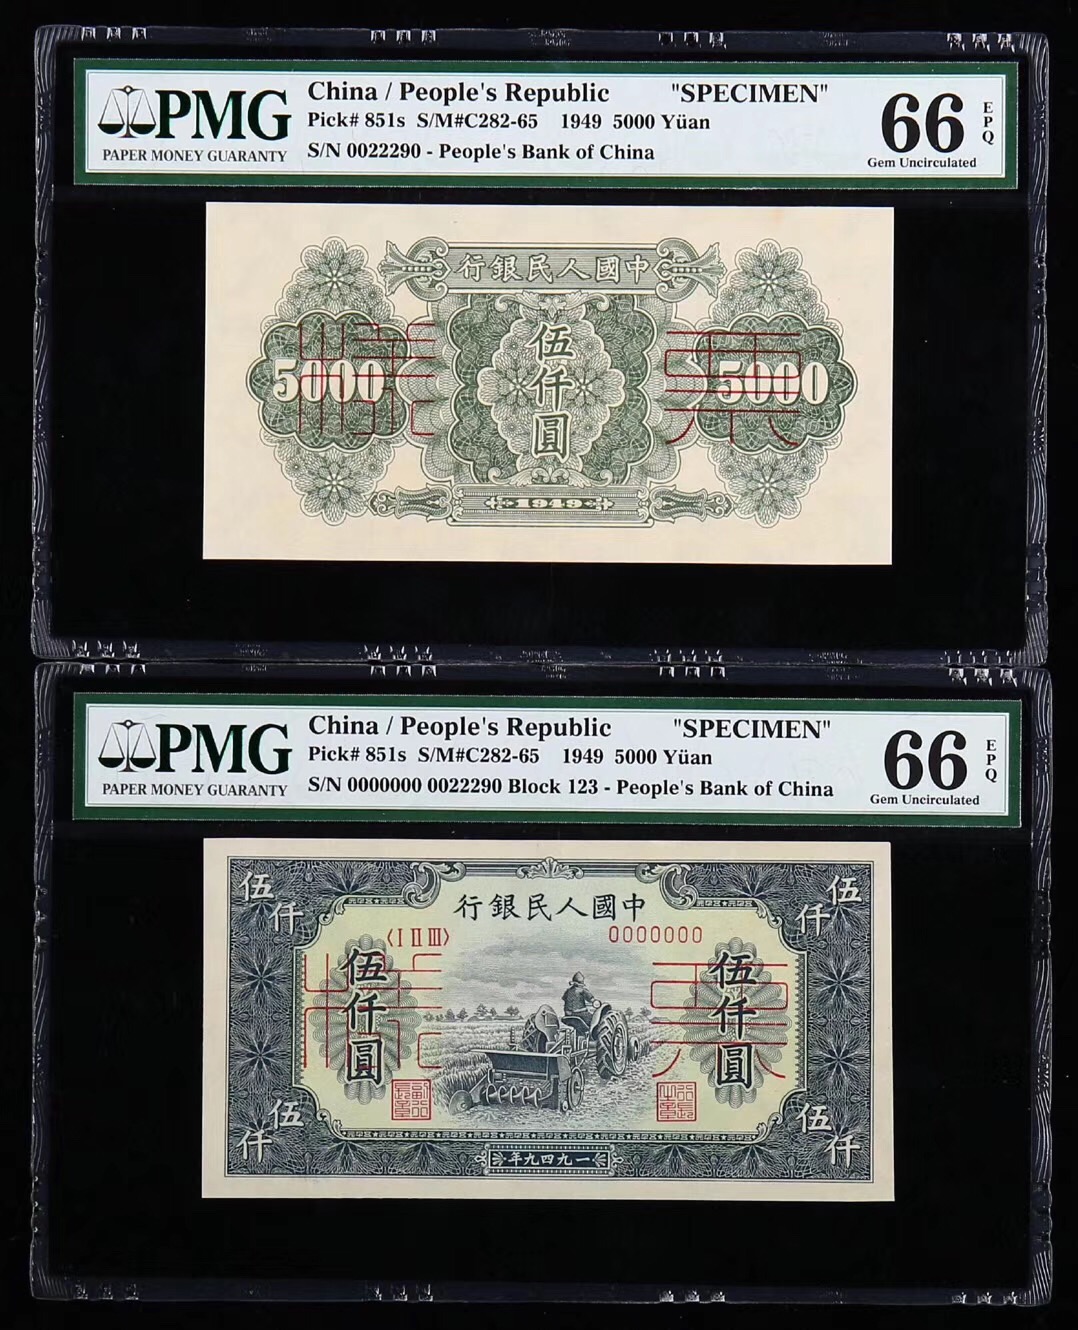 PMG
PAPER MONEY GUARANTY
China / People's Republic "SPECIMEN"
Pick# 851s S/M#C282-65 1949 5000 Yüan
S/N 0022290 - People's Bank of China
66 EPQ
Gem Uncirculated
行銀民人國中
5000
伍仟圓
5000
樣
票
1949
PMG
PAPER MONEY GUARANTY
China / People's Republic "SPECIMEN"
Pick# 851s S/M#C282-65 1949 5000 Yüan
S/N 0000000 0022290 Block 123 - People's Bank of China
66 EPQ
Gem Uncirculated
伍仟
伍仟
行銀民人國中
〈I II III〉
0000000
伍仟圓
伍仟圓
樣
票
伍仟
伍仟
年九四九一